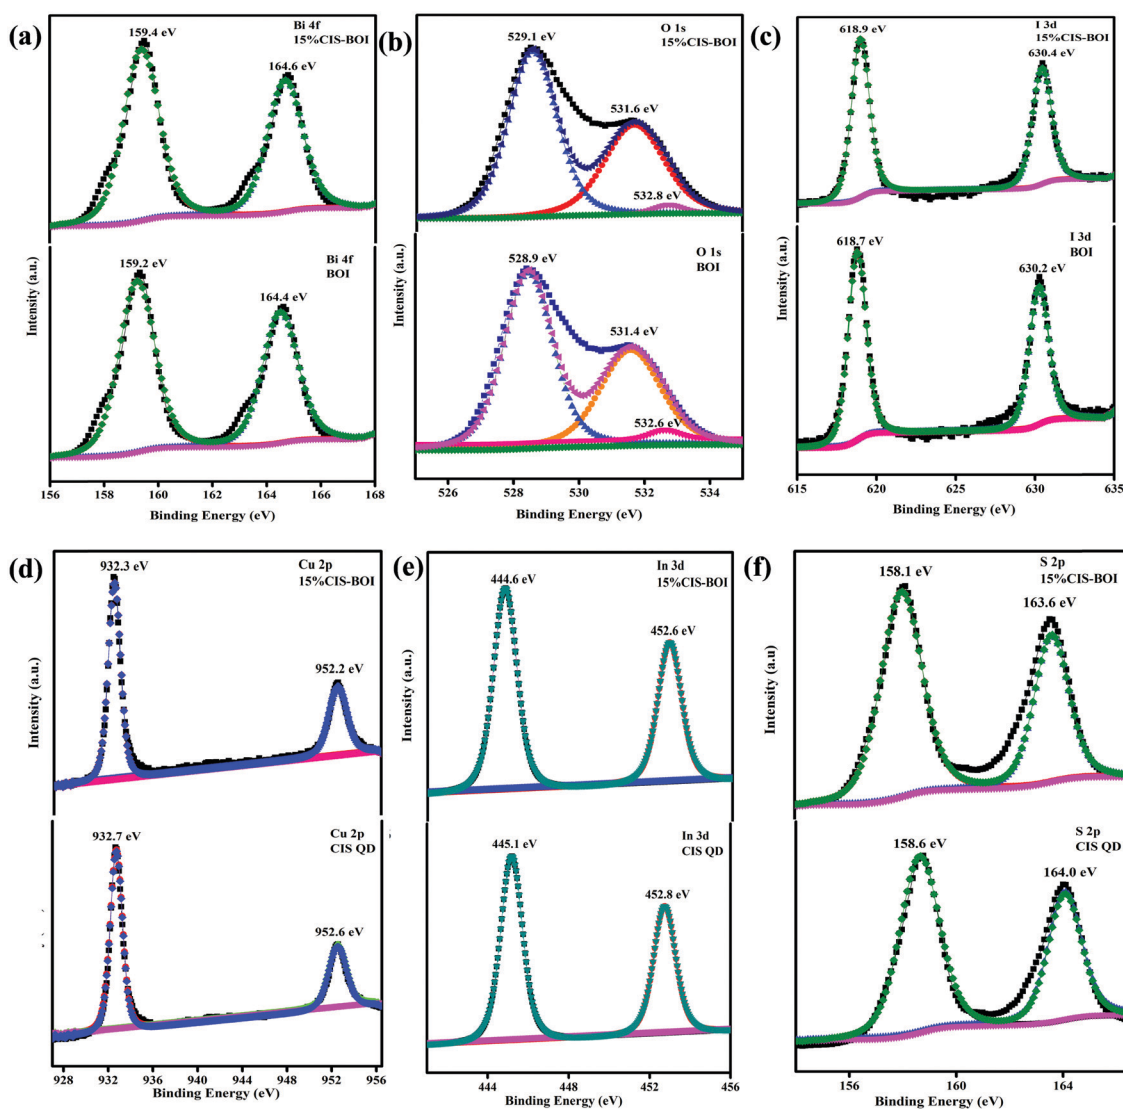 (a)
159.4 eV
Bi 4f
15%CIS-BOI
164.6 eV
Bi 4f
BOI
159.2 eV
164.4 eV
Intensity (a.u.)
156 159 160 162 164 166 168
Binding Energy (eV)
(b)
529.1 eV
O 1s
15%CIS-BOI
531.6 eV
532.8 eV
528.9 eV
O 1s
BOI
531.4 eV
532.6 eV
Intensity (a.u.)
526 528 530 532 534
Binding Energy (eV)
(c)
618.9 eV
I 3d
15%CIS-BOI
630.4 eV
618.7 eV
I 3d
BOI
630.2 eV
Intensity (a.u.)
615 620 625 630 635
Binding Energy (eV)
(d)
932.3 eV
Cu 2p
15%CIS-BOI
952.2 eV
932.7 eV
Cu 2p
CIS QD
952.6 eV
Intensity (a.u.)
928 932 936 940 944 948 952 956
Binding Energy (eV)
(e)
444.6 eV
In 3d
15%CIS-BOI
452.6 eV
445.1 eV
In 3d
CIS QD
452.8 eV
Intensity (a.u.)
444 448 452 456
Binding Energy (eV)
(f)
158.1 eV
S 2p
15%CIS-BOI
163.6 eV
158.6 eV
S 2p
CIS QD
164.0 eV
Intensity (a.u)
156 160 164
Binding Energy (eV)